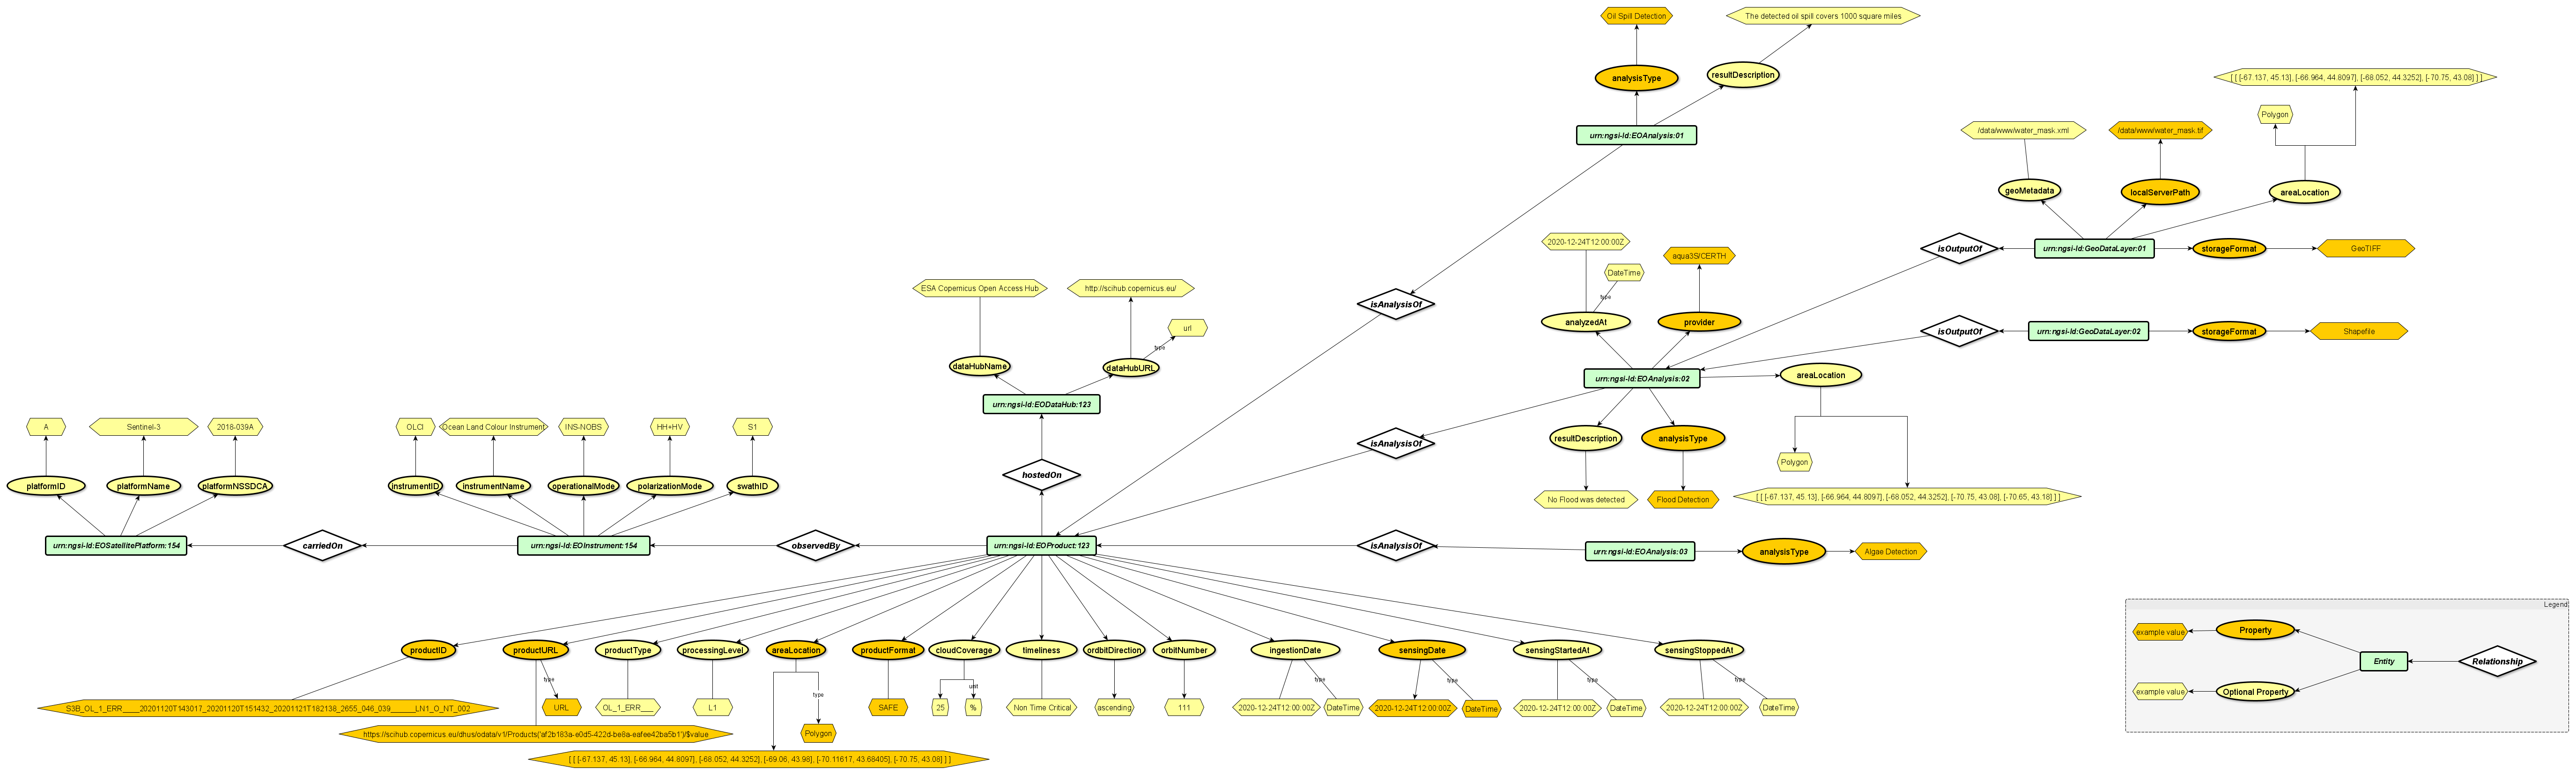 Oil Spill Detection
The detected oil spill covers 1000 square miles
analysisType
resultDescription
[ [ [-67.137, 45.13], [-66.964, 44.8097], [-68.052, 44.3252], [-70.75, 43.08] ] ]
Polygon
urn:ngsi-ld:EOAnalysis:01
/data/www/water_mask.xml
/data/www/water_mask.tif
geoMetadata
localServerPath
areaLocation
2020-12-24T12:00:00Z
aqua3S/CERTH
isOutputOf
urn:ngsi-ld:GeoDataLayer:01
storageFormat
GeoTIFF
DateTime
type
ESA Copernicus Open Access Hub
http://scihub.copernicus.eu/
isAnalysisOf
url
type
analyzedAt
provider
isOutputOf
urn:ngsi-ld:GeoDataLayer:02
storageFormat
Shapefile
dataHubName
dataHubURL
urn:ngsi-ld:EOAnalysis:02
areaLocation
urn:ngsi-ld:EODataHub:123
A
Sentinel-3
2018-039A
OLCI
Ocean Land Colour Instrument
INS-NOBS
HH+HV
S1
isAnalysisOf
resultDescription
analysisType
Polygon
hostedOn
platformID
platformName
platformNSSDCA
instrumentID
instrumentName
operationalMode
polarizationMode
swathID
No Flood was detected
Flood Detection
[ [ [-67.137, 45.13], [-66.964, 44.8097], [-68.052, 44.3252], [-70.75, 43.08], [-70.65, 43.18] ] ]
urn:ngsi-ld:EOSatellitePlatform:154
carriedOn
urn:ngsi-ld:EOInstrument:154
observedBy
urn:ngsi-ld:EOProduct:123
isAnalysisOf
urn:ngsi-ld:EOAnalysis:03
analysisType
Algae Detection
productID
productURL
productType
processingLevel
areaLocation
productFormat
cloudCoverage
timeliness
ordbitDirection
orbitNumber
ingestionDate
sensingDate
sensingStartedAt
sensingStoppedAt
type
type
unit
type
type
type
type
S3B_OL_1_ERR____20201120T143017_20201120T151432_20201121T182138_2655_046_039______LN1_O_NT_002
URL
OL_1_ERR___
L1
SAFE
25
%
Non Time Critical
ascending
111
2020-12-24T12:00:00Z
DateTime
2020-12-24T12:00:00Z
DateTime
2020-12-24T12:00:00Z
DateTime
2020-12-24T12:00:00Z
DateTime
https://scihub.copernicus.eu/dhus/odata/v1/Products('af2b183a-e0d5-422d-be8a-eafee42ba5b1')/$value
Polygon
[ [ [-67.137, 45.13], [-66.964, 44.8097], [-68.052, 44.3252], [-69.06, 43.98], [-70.11617, 43.68405], [-70.75, 43.08] ] ]
Legend
example value
Property
Entity
Relationship
example value
Optional Property